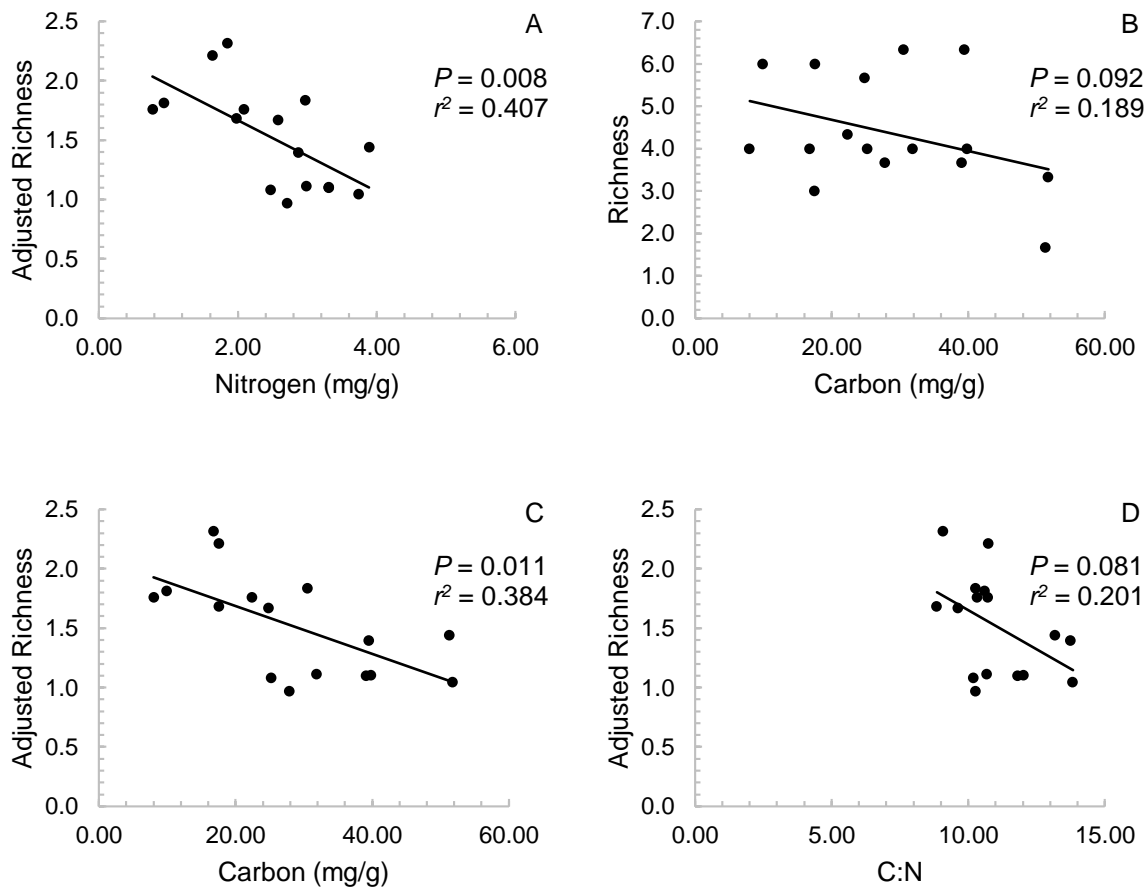 A
2.5
2.0
1.5
1.0
0.5
0.0
Adjusted Richness
P = 0.008
r² = 0.407
0.00 2.00 4.00 6.00
Nitrogen (mg/g)
B
7.0
6.0
5.0
4.0
3.0
2.0
1.0
0.0
Richness
P = 0.092
r² = 0.189
0.00 20.00 40.00 60.00
Carbon (mg/g)
C
2.5
2.0
1.5
1.0
0.5
0.0
Adjusted Richness
P = 0.011
r² = 0.384
0.00 20.00 40.00 60.00
Carbon (mg/g)
D
2.5
2.0
1.5
1.0
0.5
0.0
Adjusted Richness
P = 0.081
r² = 0.201
0.00 5.00 10.00 15.00
C:N